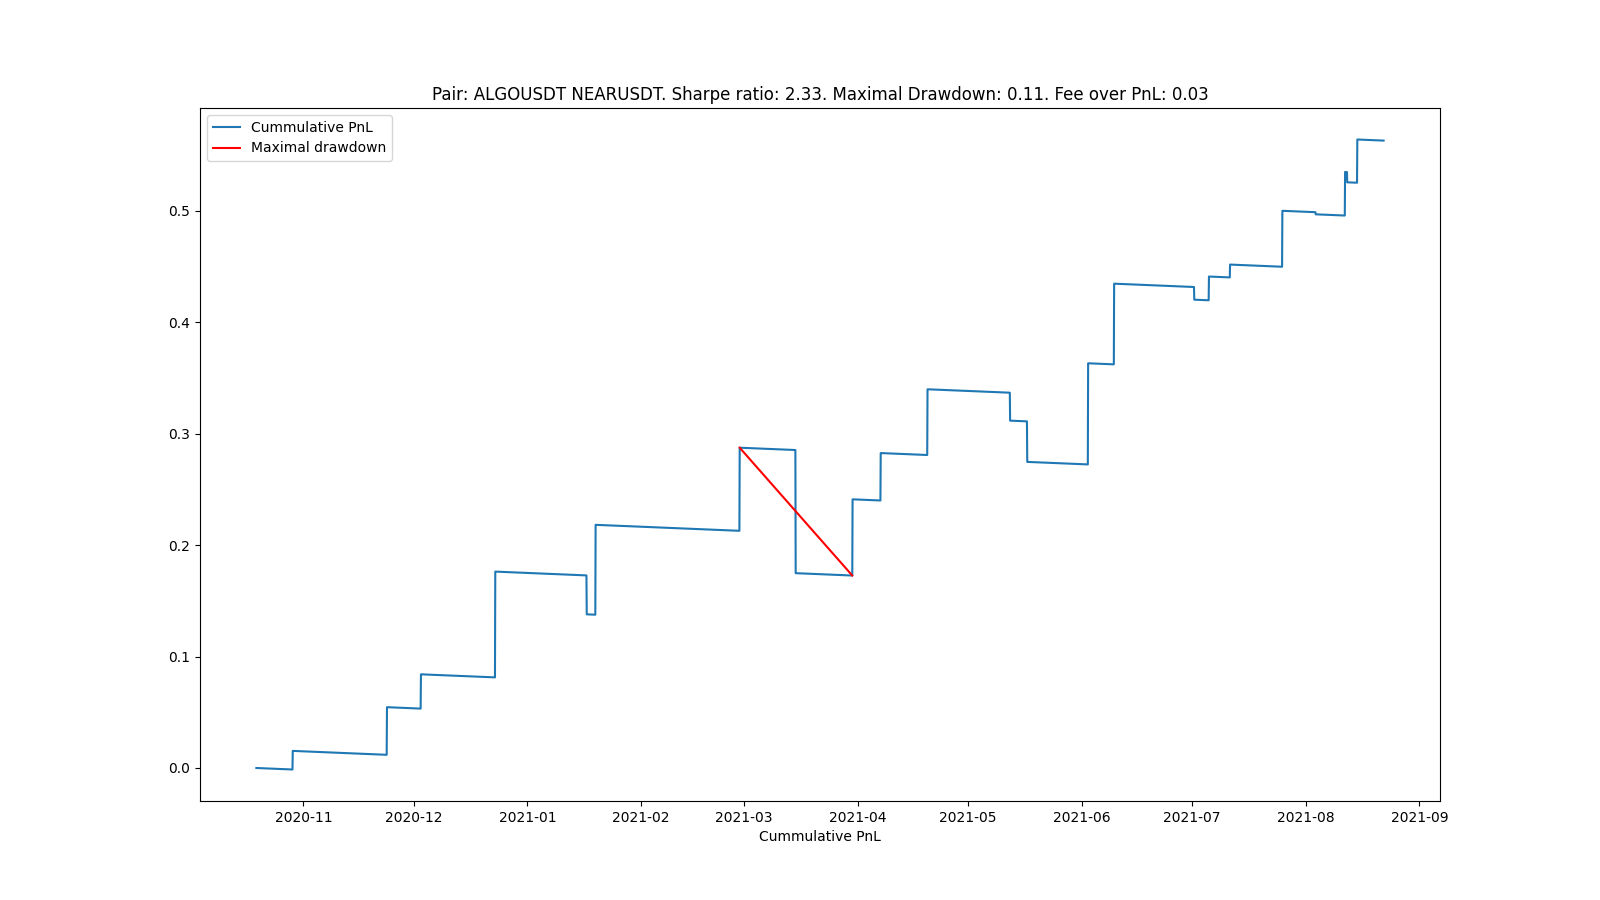 Pair: ALGOUSDT NEARUSDT. Sharpe ratio: 2.33. Maximal Drawdown: 0.11. Fee over PnL: 0.03
Cummulative PnL
Maximal drawdown
0.5
0.4
0.3
0.2
0.1
0.0
2020-11 2020-12 2021-01 2021-02 2021-03 2021-04 2021-05 2021-06 2021-07 2021-08 2021-09
Cummulative PnL